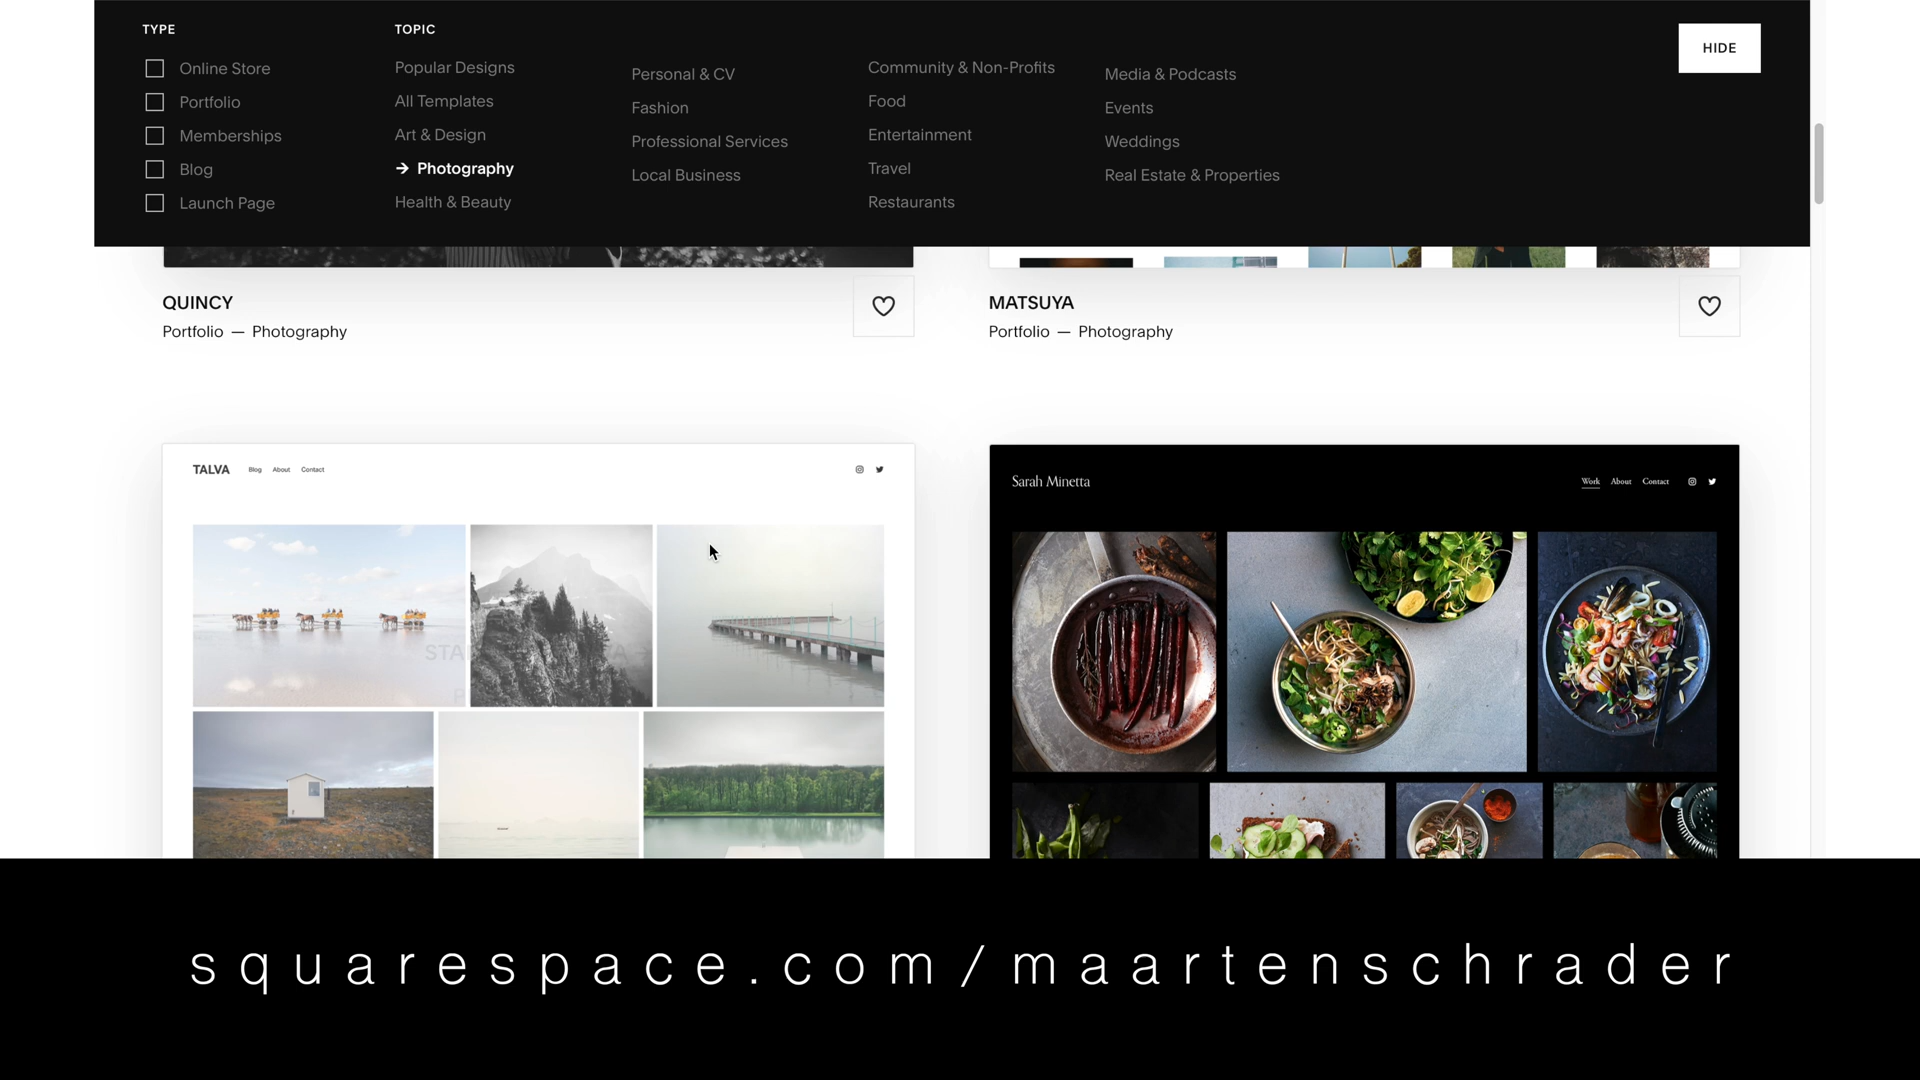 TYPE
Online Store
Portfolio
Memberships
Blog
Launch Page
TOPIC
Popular Designs
All Templates
Art & Design
→ Photography
Health & Beauty
Personal & CV
Fashion
Professional Services
Local Business
Community & Non-Profits
Food
Entertainment
Travel
Restaurants
Media & Podcasts
Events
Weddings
Real Estate & Properties
HIDE
QUINCY
Portfolio — Photography
MATSUYA
Portfolio — Photography
TALVA Blog About Contact
Sarah Minetta Work About Contact
squarespace.com/maartenschrader